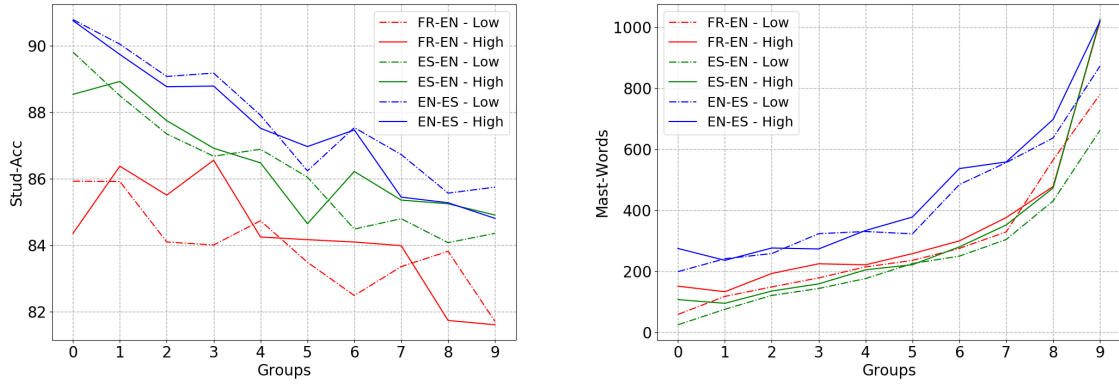 Stud-Acc
90
88
86
84
82
0 1 2 3 4 5 6 7 8 9
Groups
FR-EN - Low
FR-EN - High
ES-EN - Low
ES-EN - High
EN-ES - Low
EN-ES - High
Mast-Words
1000
800
600
400
200
0
0 1 2 3 4 5 6 7 8 9
Groups
FR-EN - Low
FR-EN - High
ES-EN - Low
ES-EN - High
EN-ES - Low
EN-ES - High